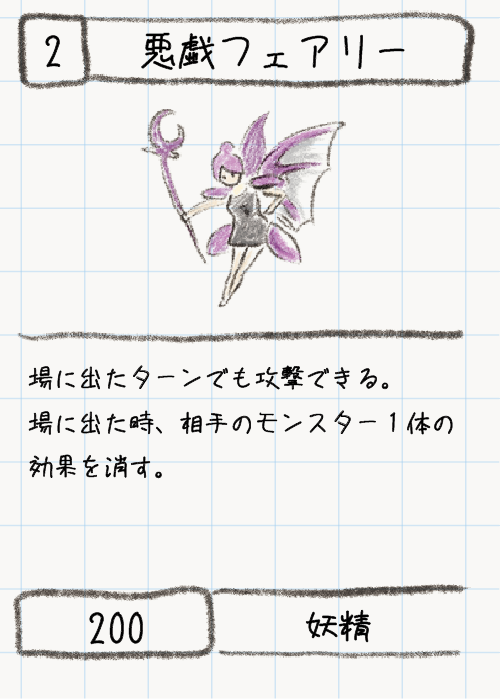 2
悪戯フェアリー
場に出たターンでも攻撃できる。
場に出た時、相手のモンスター1体の
効果を消す。
200
妖精